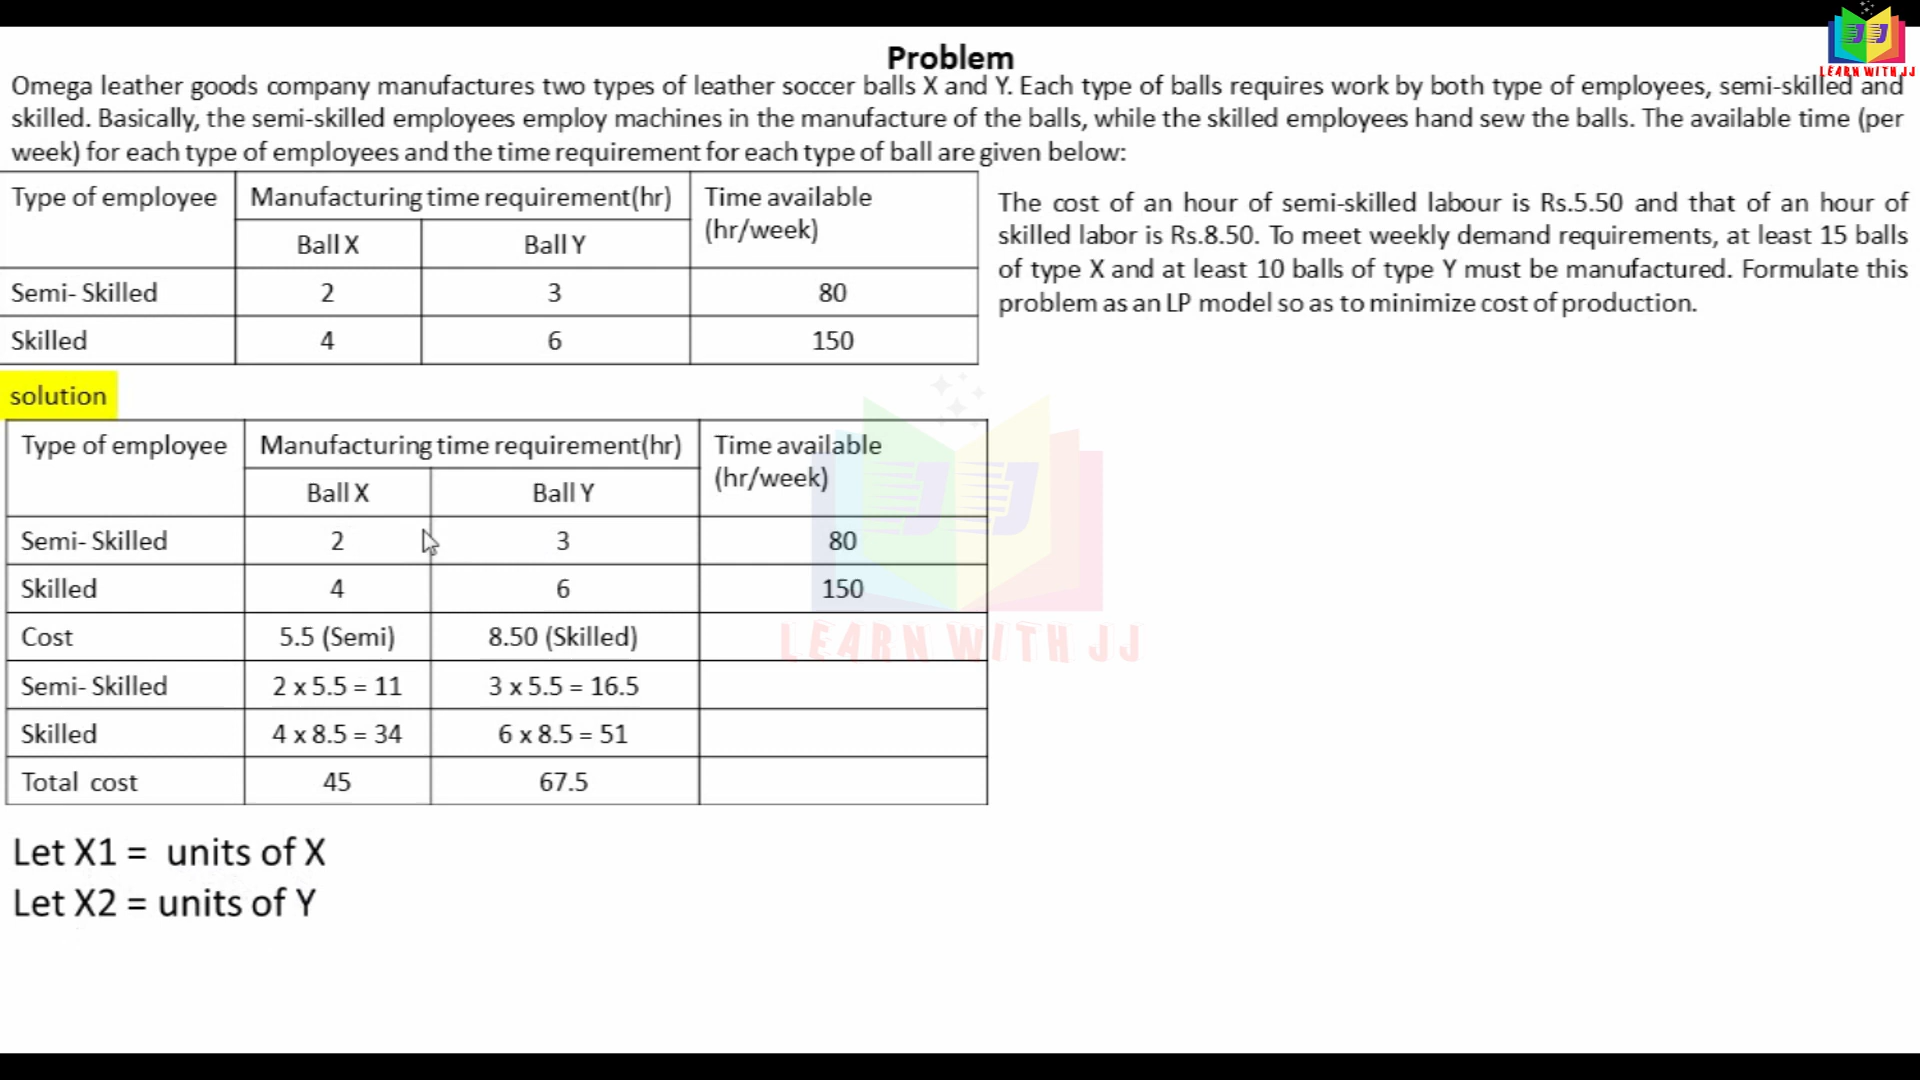 Problem
LEARN WITH JJ
Omega leather goods company manufactures two types of leather soccer balls X and Y. Each type of balls requires work by both type of employees, semi-skilled and
skilled. Basically, the semi-skilled employees employ machines in the manufacture of the balls, while the skilled employees hand sew the balls. The available time (per
week) for each type of employees and the time requirement for each type of ball are given below:
Type of employee Manufacturing time requirement(hr) Time available
(hr/week)
Ball X Ball Y
Semi- Skilled 2 3 80
Skilled 4 6 150
The cost of an hour of semi-skilled labour is Rs.5.50 and that of an hour of
skilled labor is Rs.8.50. To meet weekly demand requirements, at least 15 balls
of type X and at least 10 balls of type Y must be manufactured. Formulate this
problem as an LP model so as to minimize cost of production.
solution
Type of employee Manufacturing time requirement(hr) Time available
(hr/week)
Ball X Ball Y
Semi- Skilled 2 3 80
Skilled 4 6 150
Cost 5.5 (Semi) 8.50 (Skilled)
Semi- Skilled 2 x 5.5 = 11 3 x 5.5 = 16.5
Skilled 4 x 8.5 = 34 6 x 8.5 = 51
Total cost 45 67.5
JJ
LEARN WITH JJ
Let X1 = units of X
Let X2 = units of Y